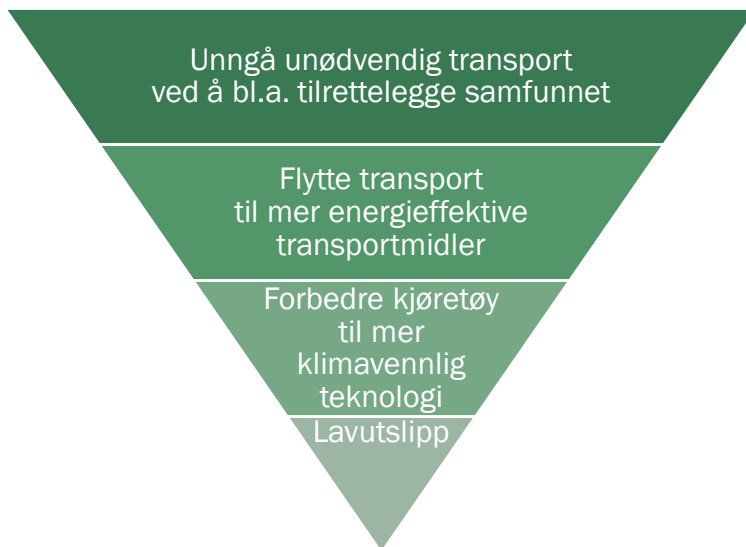 Unngå unødvendig transport
ved å bl.a. tilrettelegge samfunnet
Flytte transport
til mer energieffektive
transportmidler
Forbedre kjøretøy
til mer
klimavennlig
teknologi
Lavutslipp